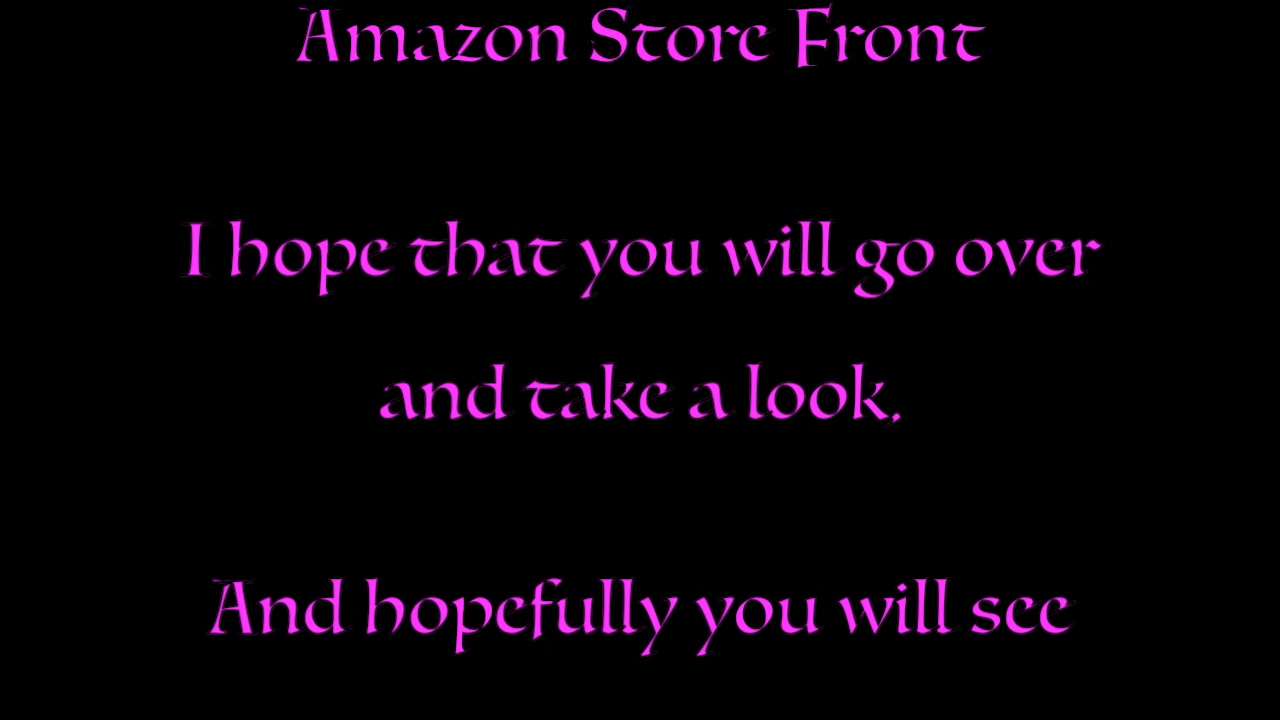 Amazon Store Front
I hope that you will go over
and take a look.
And hopefully you will see